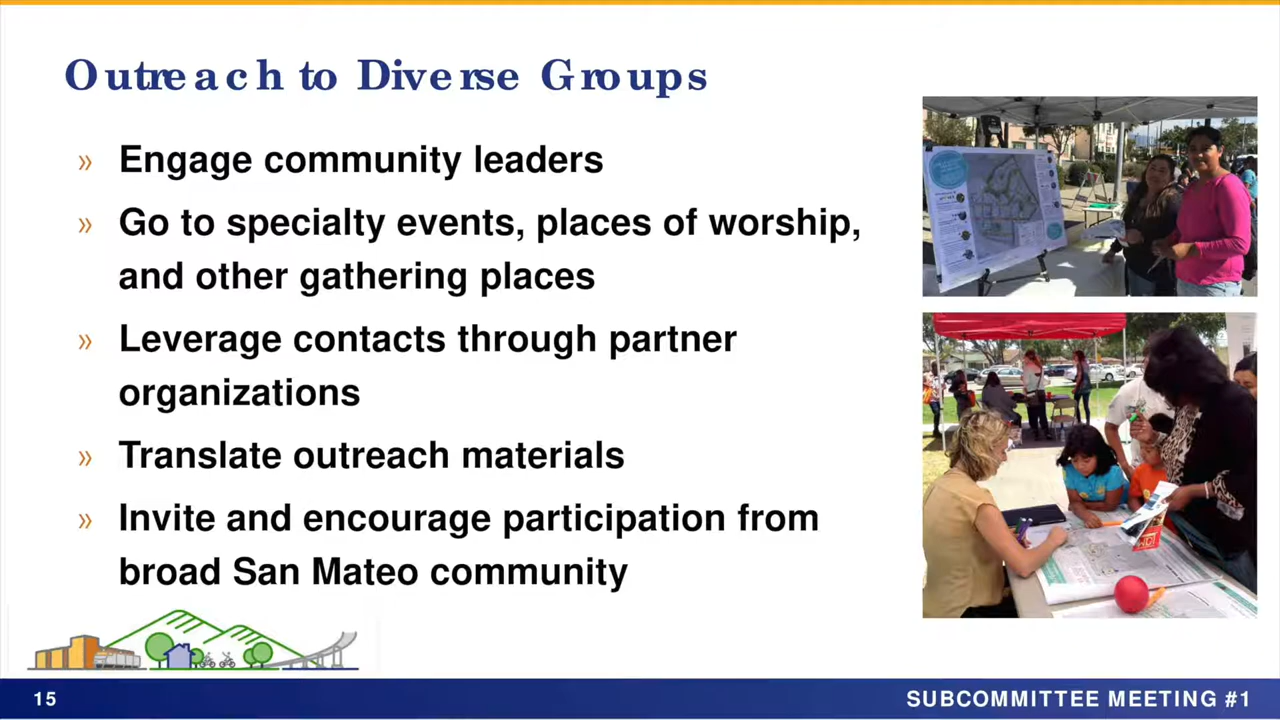 Outreach to Diverse Groups
» Engage community leaders
» Go to specialty events, places of worship,
and other gathering places
» Leverage contacts through partner
organizations
» Translate outreach materials
» Invite and encourage participation from
broad San Mateo community
15
SUBCOMMITTEE MEETING #1